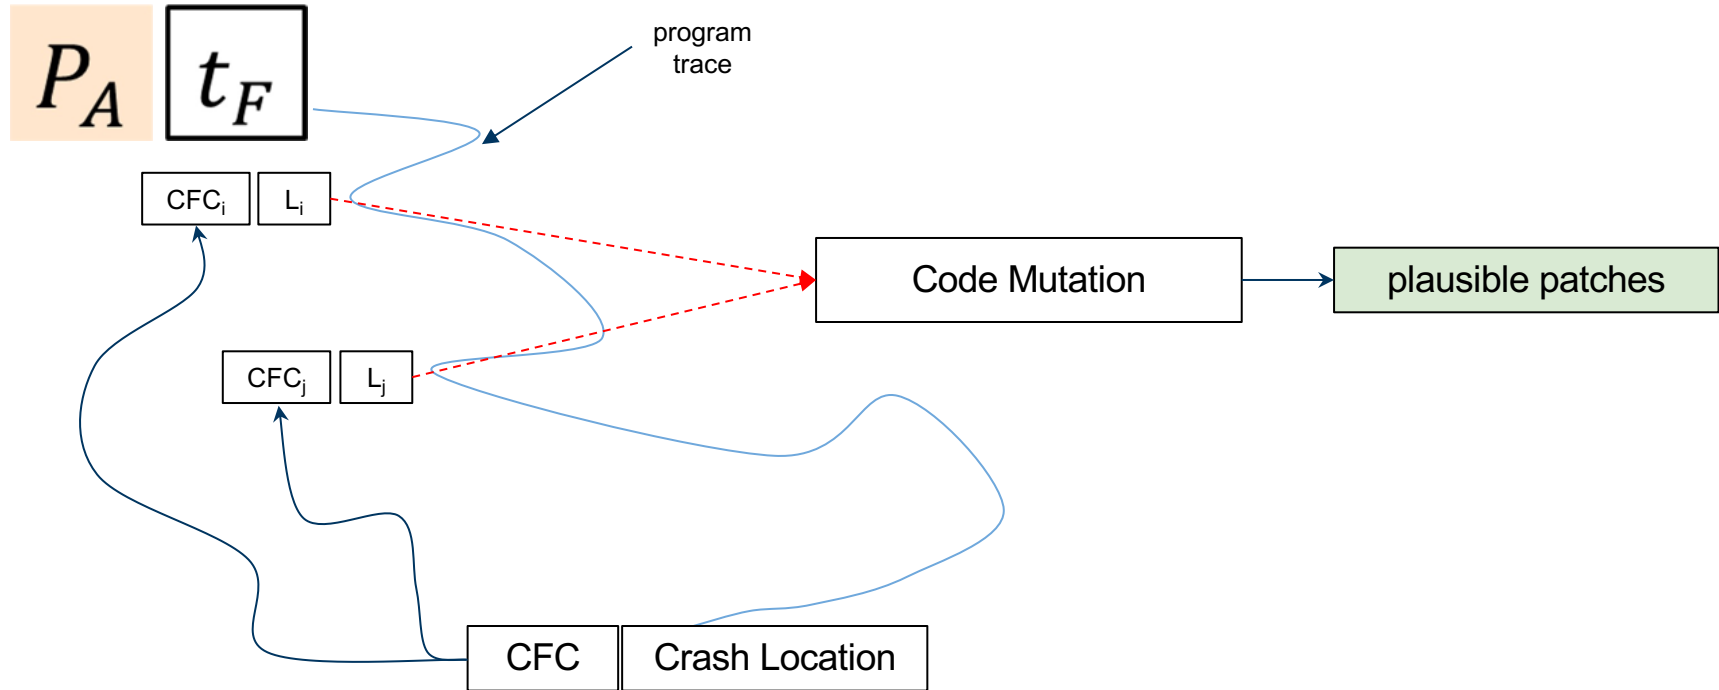 P_A
t_F
program
trace
CFC_i
L_i
Code Mutation
plausible patches
CFC_j
L_j
CFC
Crash Location